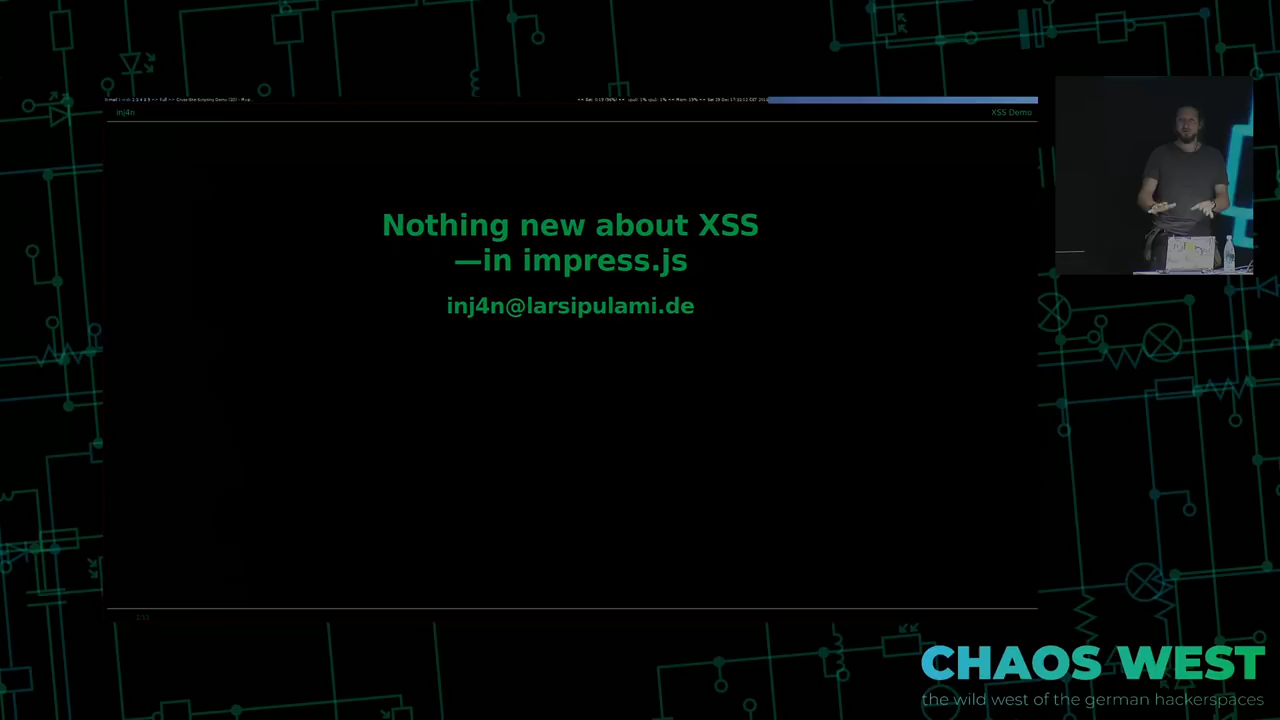 inj4n
XSS Demo
Nothing new about XSS
—in impress.js
inj4n@larsipulami.de
CHAOS WEST
the wild west of the german hackerspaces